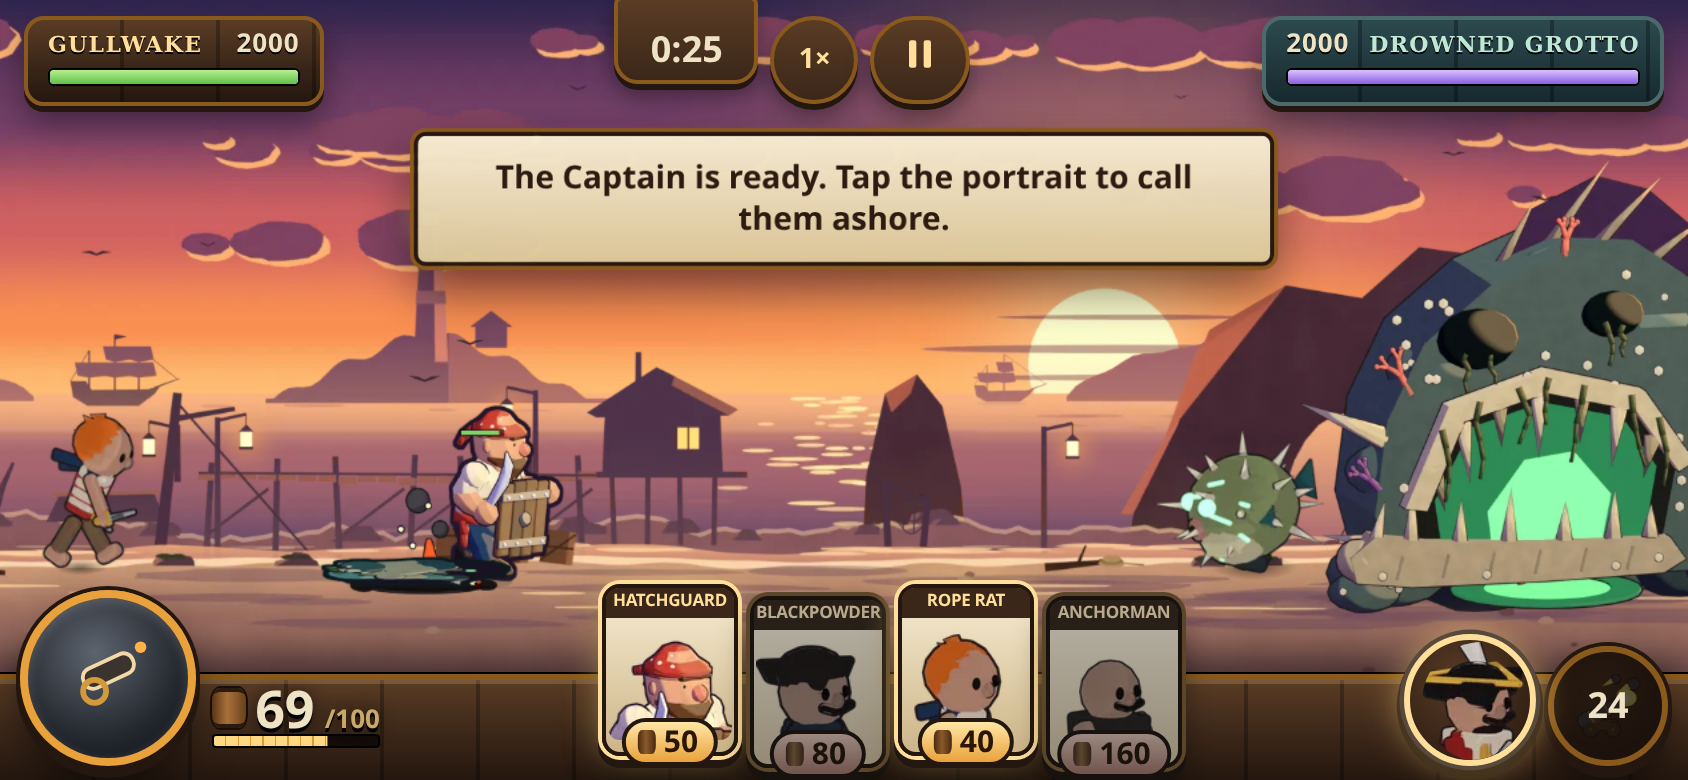 GULLWAKE 2000
0:25
1×
2000 DROWNED GROTTO
The Captain is ready. Tap the portrait to call
them ashore.
69 /100
HATCHGUARD
50
BLACKPOWDER
80
ROPE RAT
40
ANCHORMAN
160
24